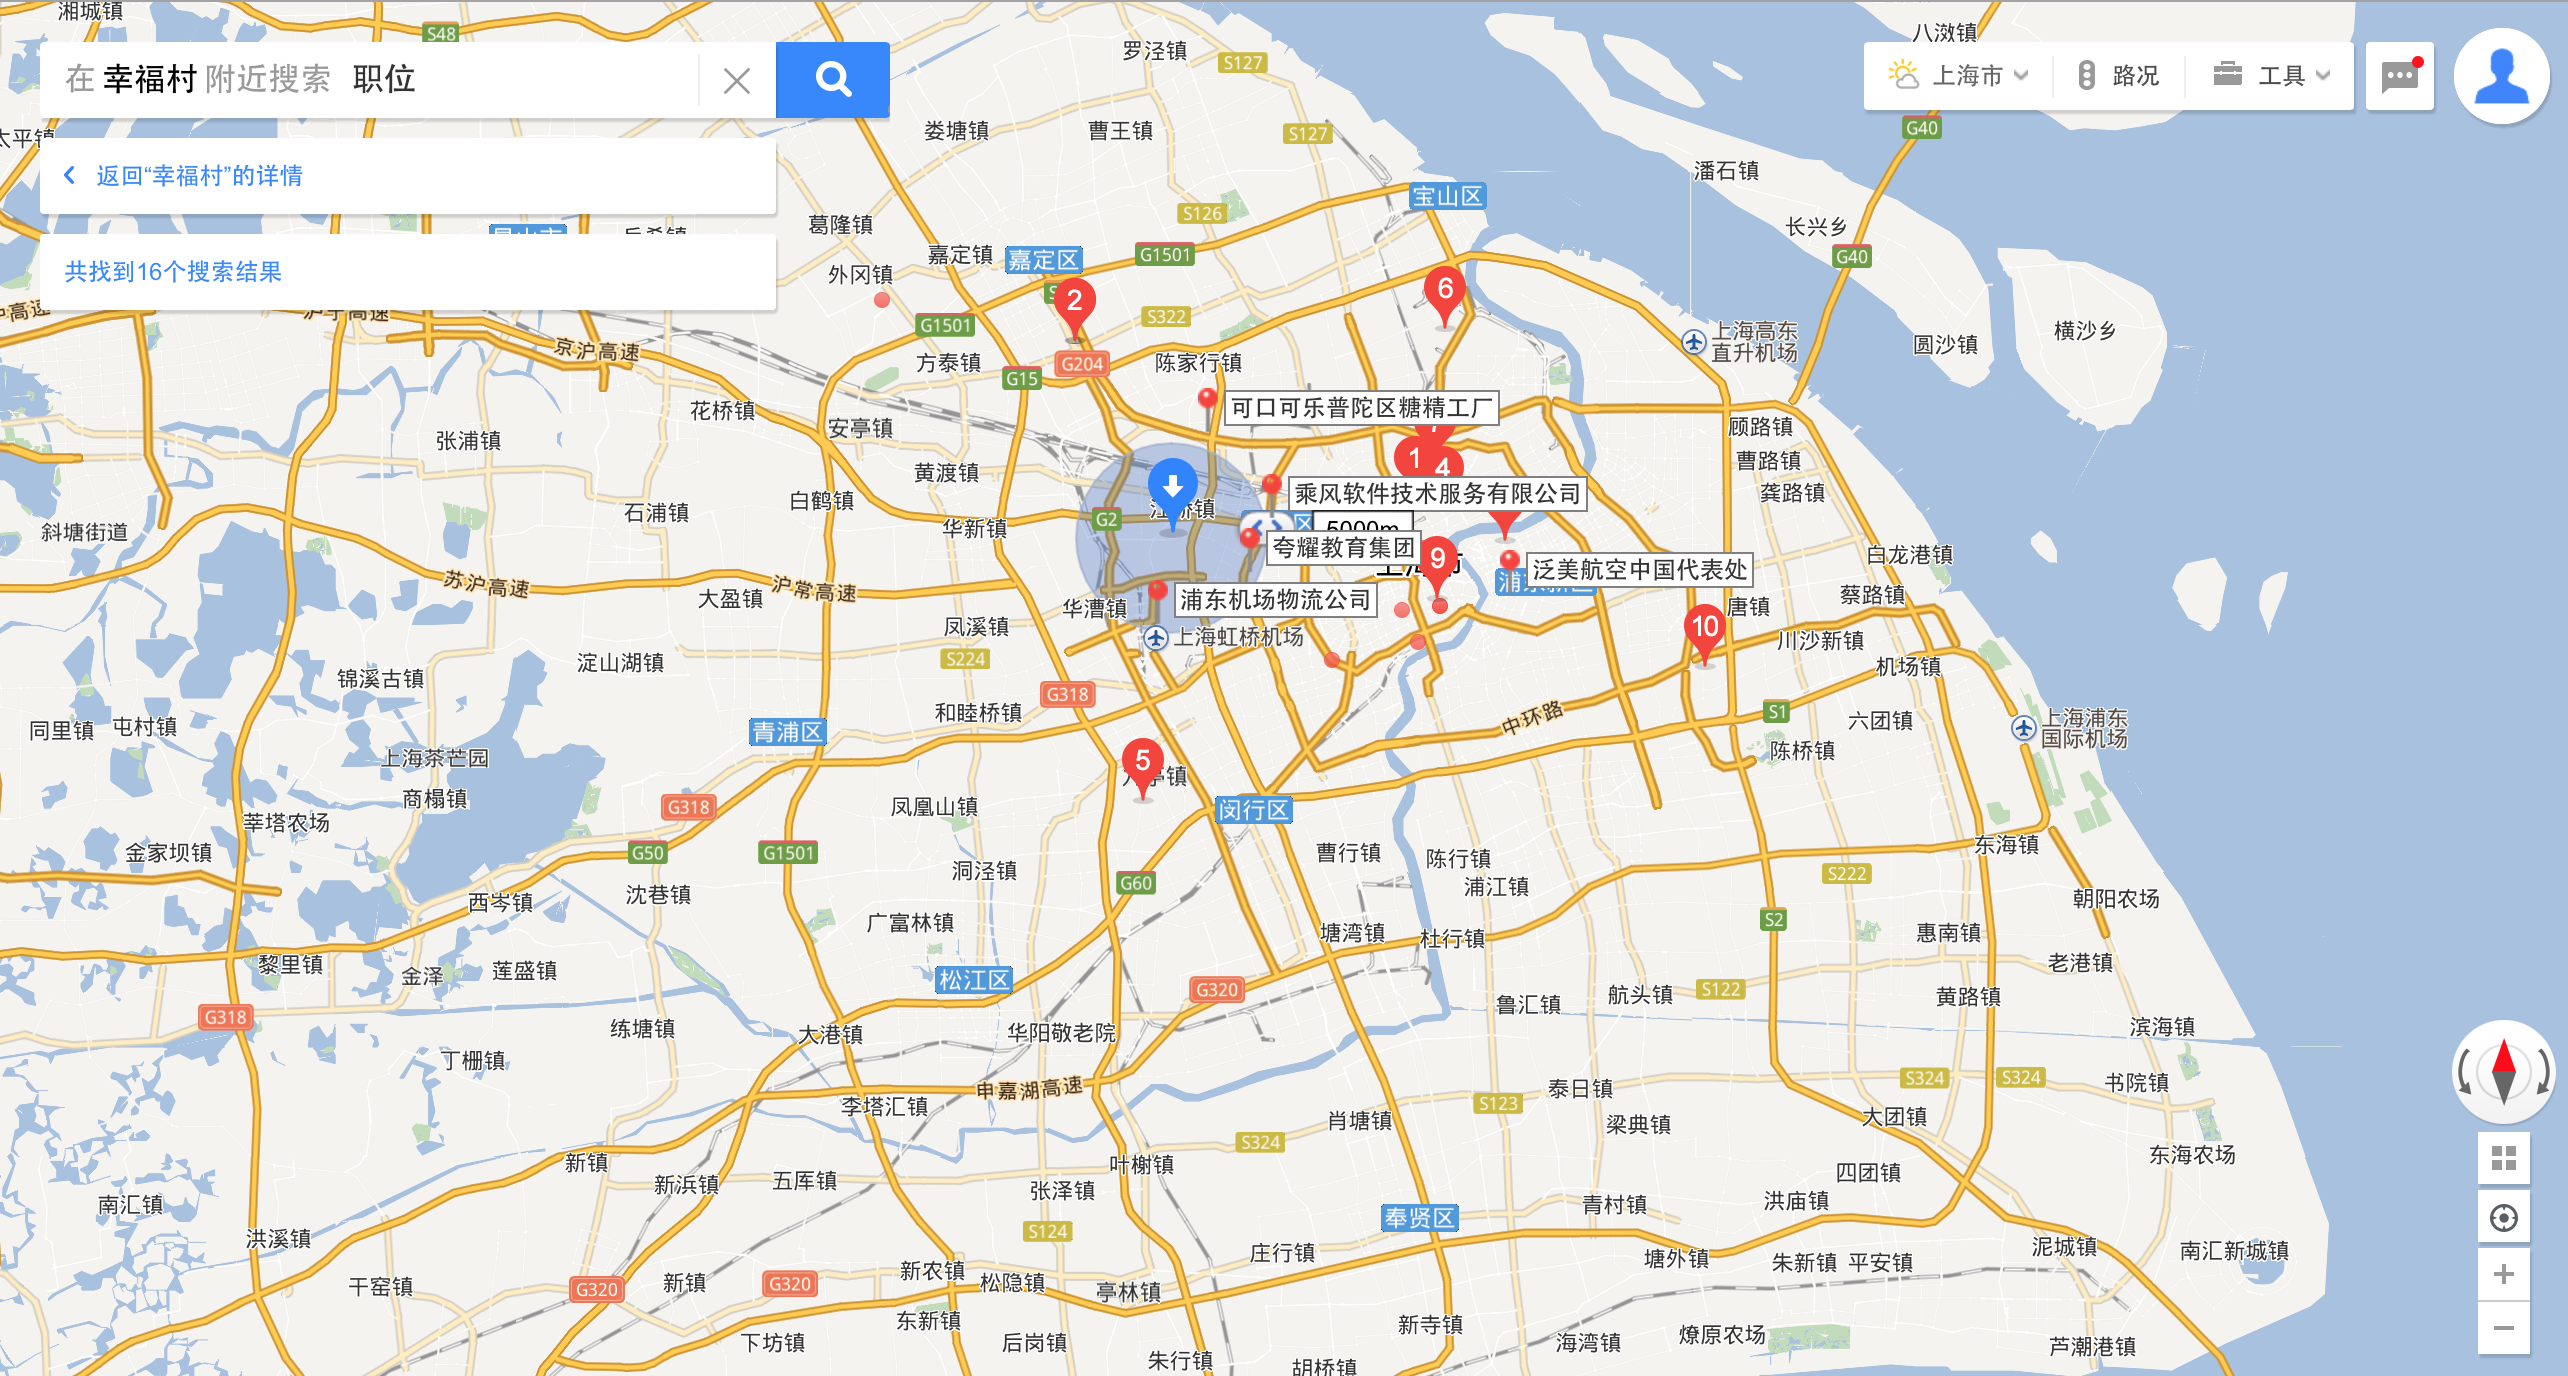 湘城镇
S48
罗泾镇
S127
八滧镇
在 幸福村 附近搜索 职位
上海市
路况
工具
太平镇
娄塘镇
曹王镇
S127
G40
返回“幸福村”的详情
潘石镇
宝山区
葛隆镇
S126
长兴乡
嘉定镇
嘉定区
G1501
G40
共找到16个搜索结果
外冈镇
2
6
沪宁高速
京沪高速
G1501
S322
上海高东
直升机场
圆沙镇
横沙乡
方泰镇
G15
G204
陈家行镇
花桥镇
可口可乐普陀区糖精工厂
张浦镇
安亭镇
顾路镇
7
1
4
黄渡镇
曹路镇
白鹤镇
乘风软件技术服务有限公司
龚路镇
石浦镇
G2
斜塘街道
华新镇
区
5000m
夸耀教育集团
9
白龙港镇
泛美航空中国代表处
浦东新区
苏沪高速
沪常高速
大盈镇
华漕镇
浦东机场物流公司
唐镇
蔡路镇
凤溪镇
上海虹桥机场
10
川沙新镇
淀山湖镇
S224
机场镇
锦溪古镇
G318
同里镇
屯村镇
青浦区
和睦桥镇
中环路
S1
六团镇
上海浦东
国际机场
上海茶芒园
5
陈桥镇
商榻镇
G318
凤凰山镇
闵行区
莘塔农场
金家坝镇
G50
G1501
曹行镇
陈行镇
东海镇
洞泾镇
G60
浦江镇
S222
西岑镇
沈巷镇
朝阳农场
广富林镇
S2
塘湾镇
杜行镇
惠南镇
黎里镇
金泽
莲盛镇
松江区
老港镇
G320
鲁汇镇
航头镇
S122
黄路镇
G318
练塘镇
大港镇
华阳敬老院
滨海镇
丁栅镇
申嘉湖高速
泰日镇
S324
S324
书院镇
李塔汇镇
肖塘镇
S123
梁典镇
大团镇
S324
新镇
叶榭镇
东海农场
新浜镇
五厍镇
张泽镇
四团镇
南汇镇
青村镇
洪庙镇
奉贤区
洪溪镇
S124
庄行镇
泥城镇
南汇新城镇
塘外镇
朱新镇
平安镇
干窑镇
G320
新镇
G320
新农镇
松隐镇
亭林镇
东新镇
新寺镇
下坊镇
后岗镇
海湾镇
燎原农场
芦潮港镇
朱行镇
胡桥镇